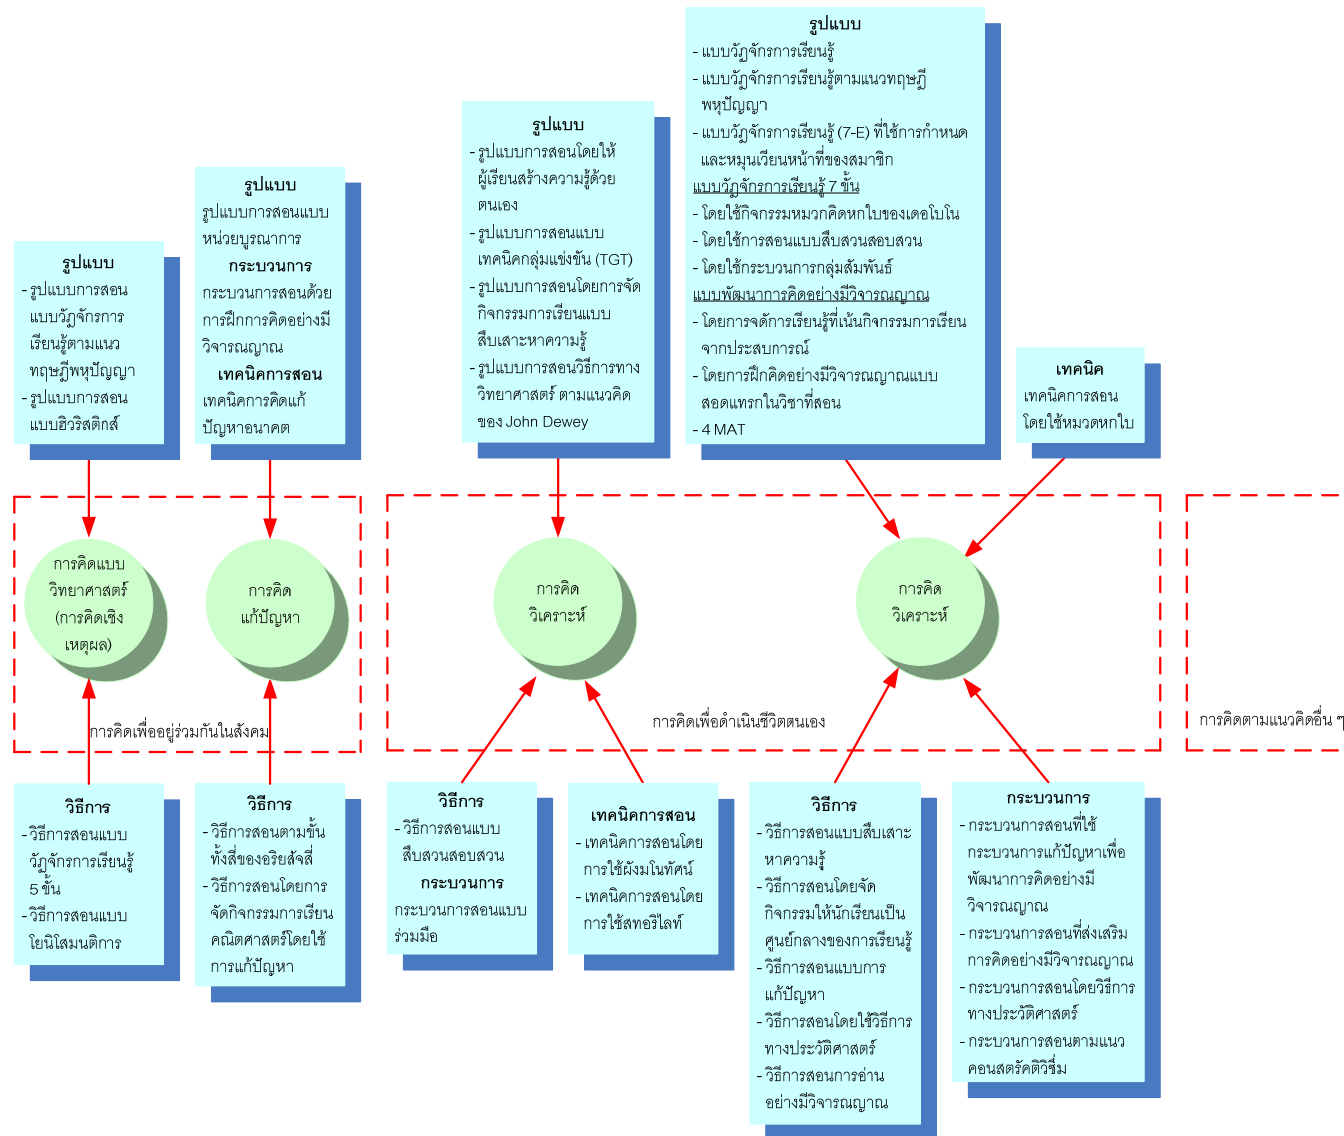 รูปแบบ
- รูปแบบการสอน
แบบวัฏจักรการ
เรียนรู้ตามแนว
ทฤษฎีพหุปัญญา
- รูปแบบการสอน
แบบฮิวริสติกส์
รูปแบบ
รูปแบบการสอนแบบ
หน่วยบูรณาการ
กระบวนการ
กระบวนการสอนด้วย
การฝึกการคิดอย่างมี
วิจารณญาณ
เทคนิคการสอน
เทคนิคการคิดแก้
ปัญหาอนาคต
รูปแบบ
- รูปแบบการสอนโดยให้
ผู้เรียนสร้างความรู้ด้วย
ตนเอง
- รูปแบบการสอนแบบ
เทคนิคกลุ่มแข่งขัน (TGT)
- รูปแบบการสอนโดยการจัด
กิจกรรมการเรียนแบบ
สืบเสาะหาความรู้
- รูปแบบการสอนวิธีการทาง
วิทยาศาสตร์ ตามแนวคิด
ของ John Dewey
รูปแบบ
- แบบวัฏจักรการเรียนรู้
- แบบวัฏจักรการเรียนรู้ตามแนวทฤษฎี
พหุปัญญา
- แบบวัฏจักรการเรียนรู้ (7-E) ที่ใช้การกำหนด
และหมุนเวียนหน้าที่ของสมาชิก
แบบวัฏจักรการเรียนรู้ 7 ขั้น
- โดยใช้กิจกรรมหมวกคิดหกใบของเดอโบโน
- โดยใช้การสอนแบบสืบสวนสอบสวน
- โดยใช้กระบวนการกลุ่มสัมพันธ์
แบบพัฒนาการคิดอย่างมีวิจารณญาณ
- โดยการจดัการเรียนรู้ที่เน้นกิจกรรมการเรียน
จากประสบการณ์
- โดยการฝึกคิดอย่างมีวิจารณญาณแบบ
สอดแทรกในวิชาที่สอน
- 4 MAT
เทคนิค
เทคนิคการสอน
โดยใช้หมวดหกใบ
การคิดแบบ
วิทยาศาสตร์
(การคิดเชิง
เหตุผล)
การคิด
แก้ปัญหา
การคิด
วิเคราะห์
การคิด
วิเคราะห์
การคิดเพื่ออยู่ร่วมกันในสังคม
การคิดเพื่อดำเนินชีวิตตนเอง
การคิดตามแนวคิดอื่น ๆ
วิธีการ
- วิธีการสอนแบบ
วัฏจักรการเรียนรู้
5 ขั้น
- วิธีการสอนแบบ
โยนิโสมนติการ
วิธีการ
- วิธีการสอนตามขั้น
ทั้งสี่ของอริยสัจสี่
- วิธีการสอนโดยการ
จัดกิจกรรมการเรียน
คณิตศาสตร์โดยใช้
การแก้ปัญหา
วิธีการ
- วิธีการสอนแบบ
สืบสวนสอบสวน
กระบวนการ
กระบวนการสอนแบบ
ร่วมมือ
เทคนิคการสอน
- เทคนิคการสอนโดย
การใช้ผังมโนทัศน์
- เทคนิคการสอนโดย
การใช้สทอริไลท์
วิธีการ
- วิธีการสอนแบบสืบเสาะ
หาความรู้
- วิธีการสอนโดยจัด
กิจกรรมให้นักเรียนเป็น
ศูนย์กลางของการเรียนรู้
- วิธีการสอนแบบการ
แก้ปัญหา
- วิธีการสอนโดยใช้วิธีการ
ทางประวัติศาสตร์
- วิธีการสอนการอ่าน
อย่างมีวิจารณญาณ
กระบวนการ
- กระบวนการสอนที่ใช้
กระบวนการแก้ปัญหาเพื่อ
พัฒนาการคิดอย่างมี
วิจารณญาณ
- กระบวนการสอนที่ส่งเสริม
การคิดอย่างมีวิจารณญาณ
- กระบวนการสอนโดยวิธีการ
ทางประวัติศาสตร์
- กระบวนการสอนตามแนว
คอนสตรัคติวิซึ่ม